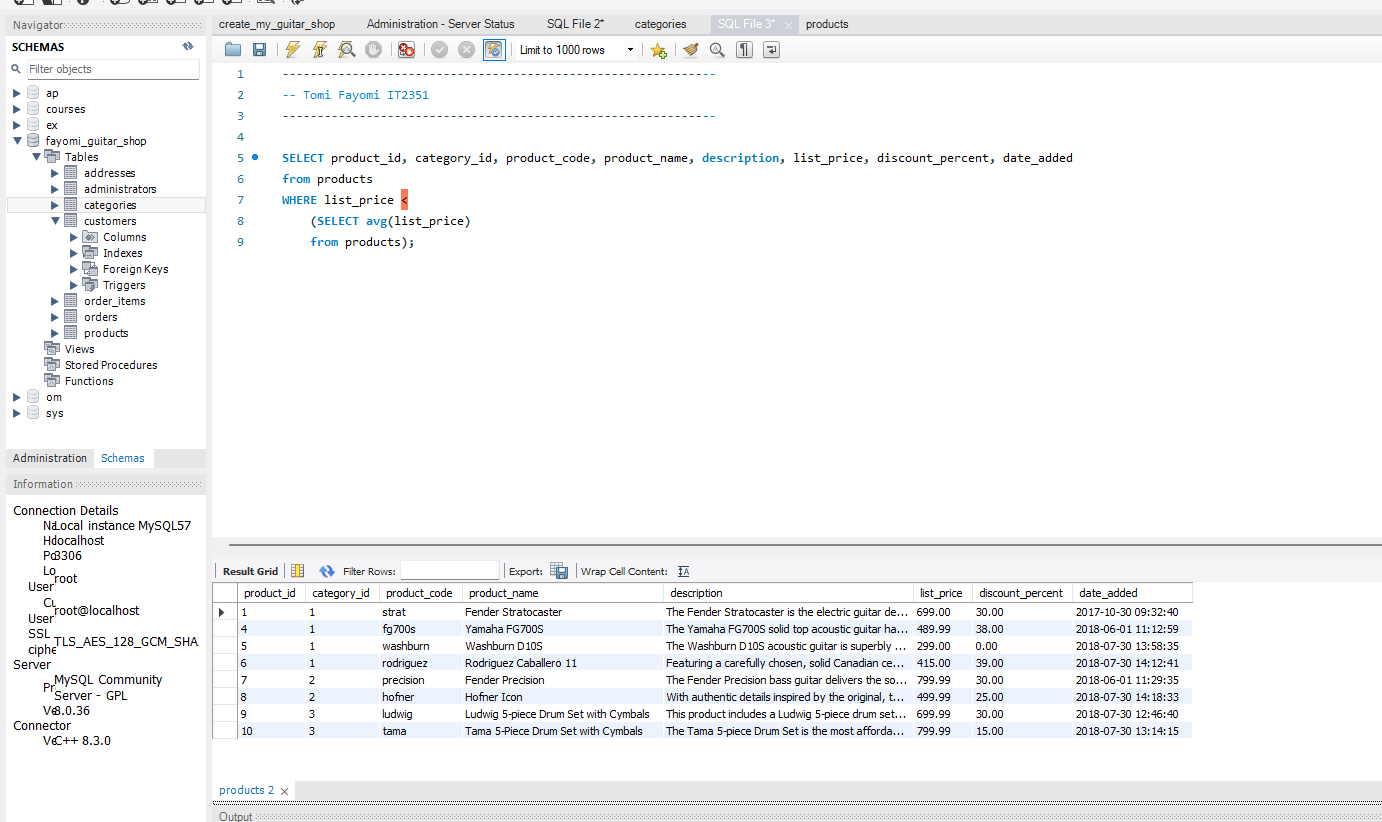 Navigator
SCHEMAS
Filter objects
ap
courses
ex
fayomi_guitar_shop
Tables
addresses
administrators
categories
customers
Columns
Indexes
Foreign Keys
Triggers
order_items
orders
products
Views
Stored Procedures
Functions
om
sys
Administration Schemas
Information
Connection Details
Local instance MySQL57
localhost
3306
Lo
root
User
Cu
root@localhost
User
SSL
TLS_AES_128_GCM_SHA
ciphe
Server
Pr
MySQL Community
Server - GPL
Ve
8.0.36
Connector
Ve
C++ 8.3.0
create_my_guitar_shop Administration - Server Status SQL File 2* categories SQL File 3* products
Limit to 1000 rows
1 --------------------------------------------------------------
2 -- Tomi Fayomi IT2351
3 --------------------------------------------------------------
4
5 SELECT product_id, category_id, product_code, product_name, description, list_price, discount_percent, date_added
6 from products
7 WHERE list_price <
8 (SELECT avg(list_price)
9 from products);
Result Grid Filter Rows: Export: Wrap Cell Content:
product_id category_id product_code product_name description list_price discount_percent date_added
1 1 strat Fender Stratocaster The Fender Stratocaster is the electric guitar de... 699.00 30.00 2017-10-30 09:32:40
4 1 fg700s Yamaha FG700S The Yamaha FG700S solid top acoustic guitar ha... 489.99 38.00 2018-06-01 11:12:59
5 1 washburn Washburn D10S The Washburn D10S acoustic guitar is superbly ... 299.00 0.00 2018-07-30 13:58:35
6 1 rodriguez Rodriguez Caballero 11 Featuring a carefully chosen, solid Canadian ce... 415.00 39.00 2018-07-30 14:12:41
7 2 precision Fender Precision The Fender Precision bass guitar delivers the so... 799.99 30.00 2018-06-01 11:29:35
8 2 hofner Hofner Icon With authentic details inspired by the original, t... 499.99 25.00 2018-07-30 14:18:33
9 3 ludwig Ludwig 5-piece Drum Set with Cymbals This product includes a Ludwig 5-piece drum set... 699.99 30.00 2018-07-30 12:46:40
10 3 tama Tama 5-Piece Drum Set with Cymbals The Tama 5-piece Drum Set is the most afforda... 799.99 15.00 2018-07-30 13:14:15
products 2
Output